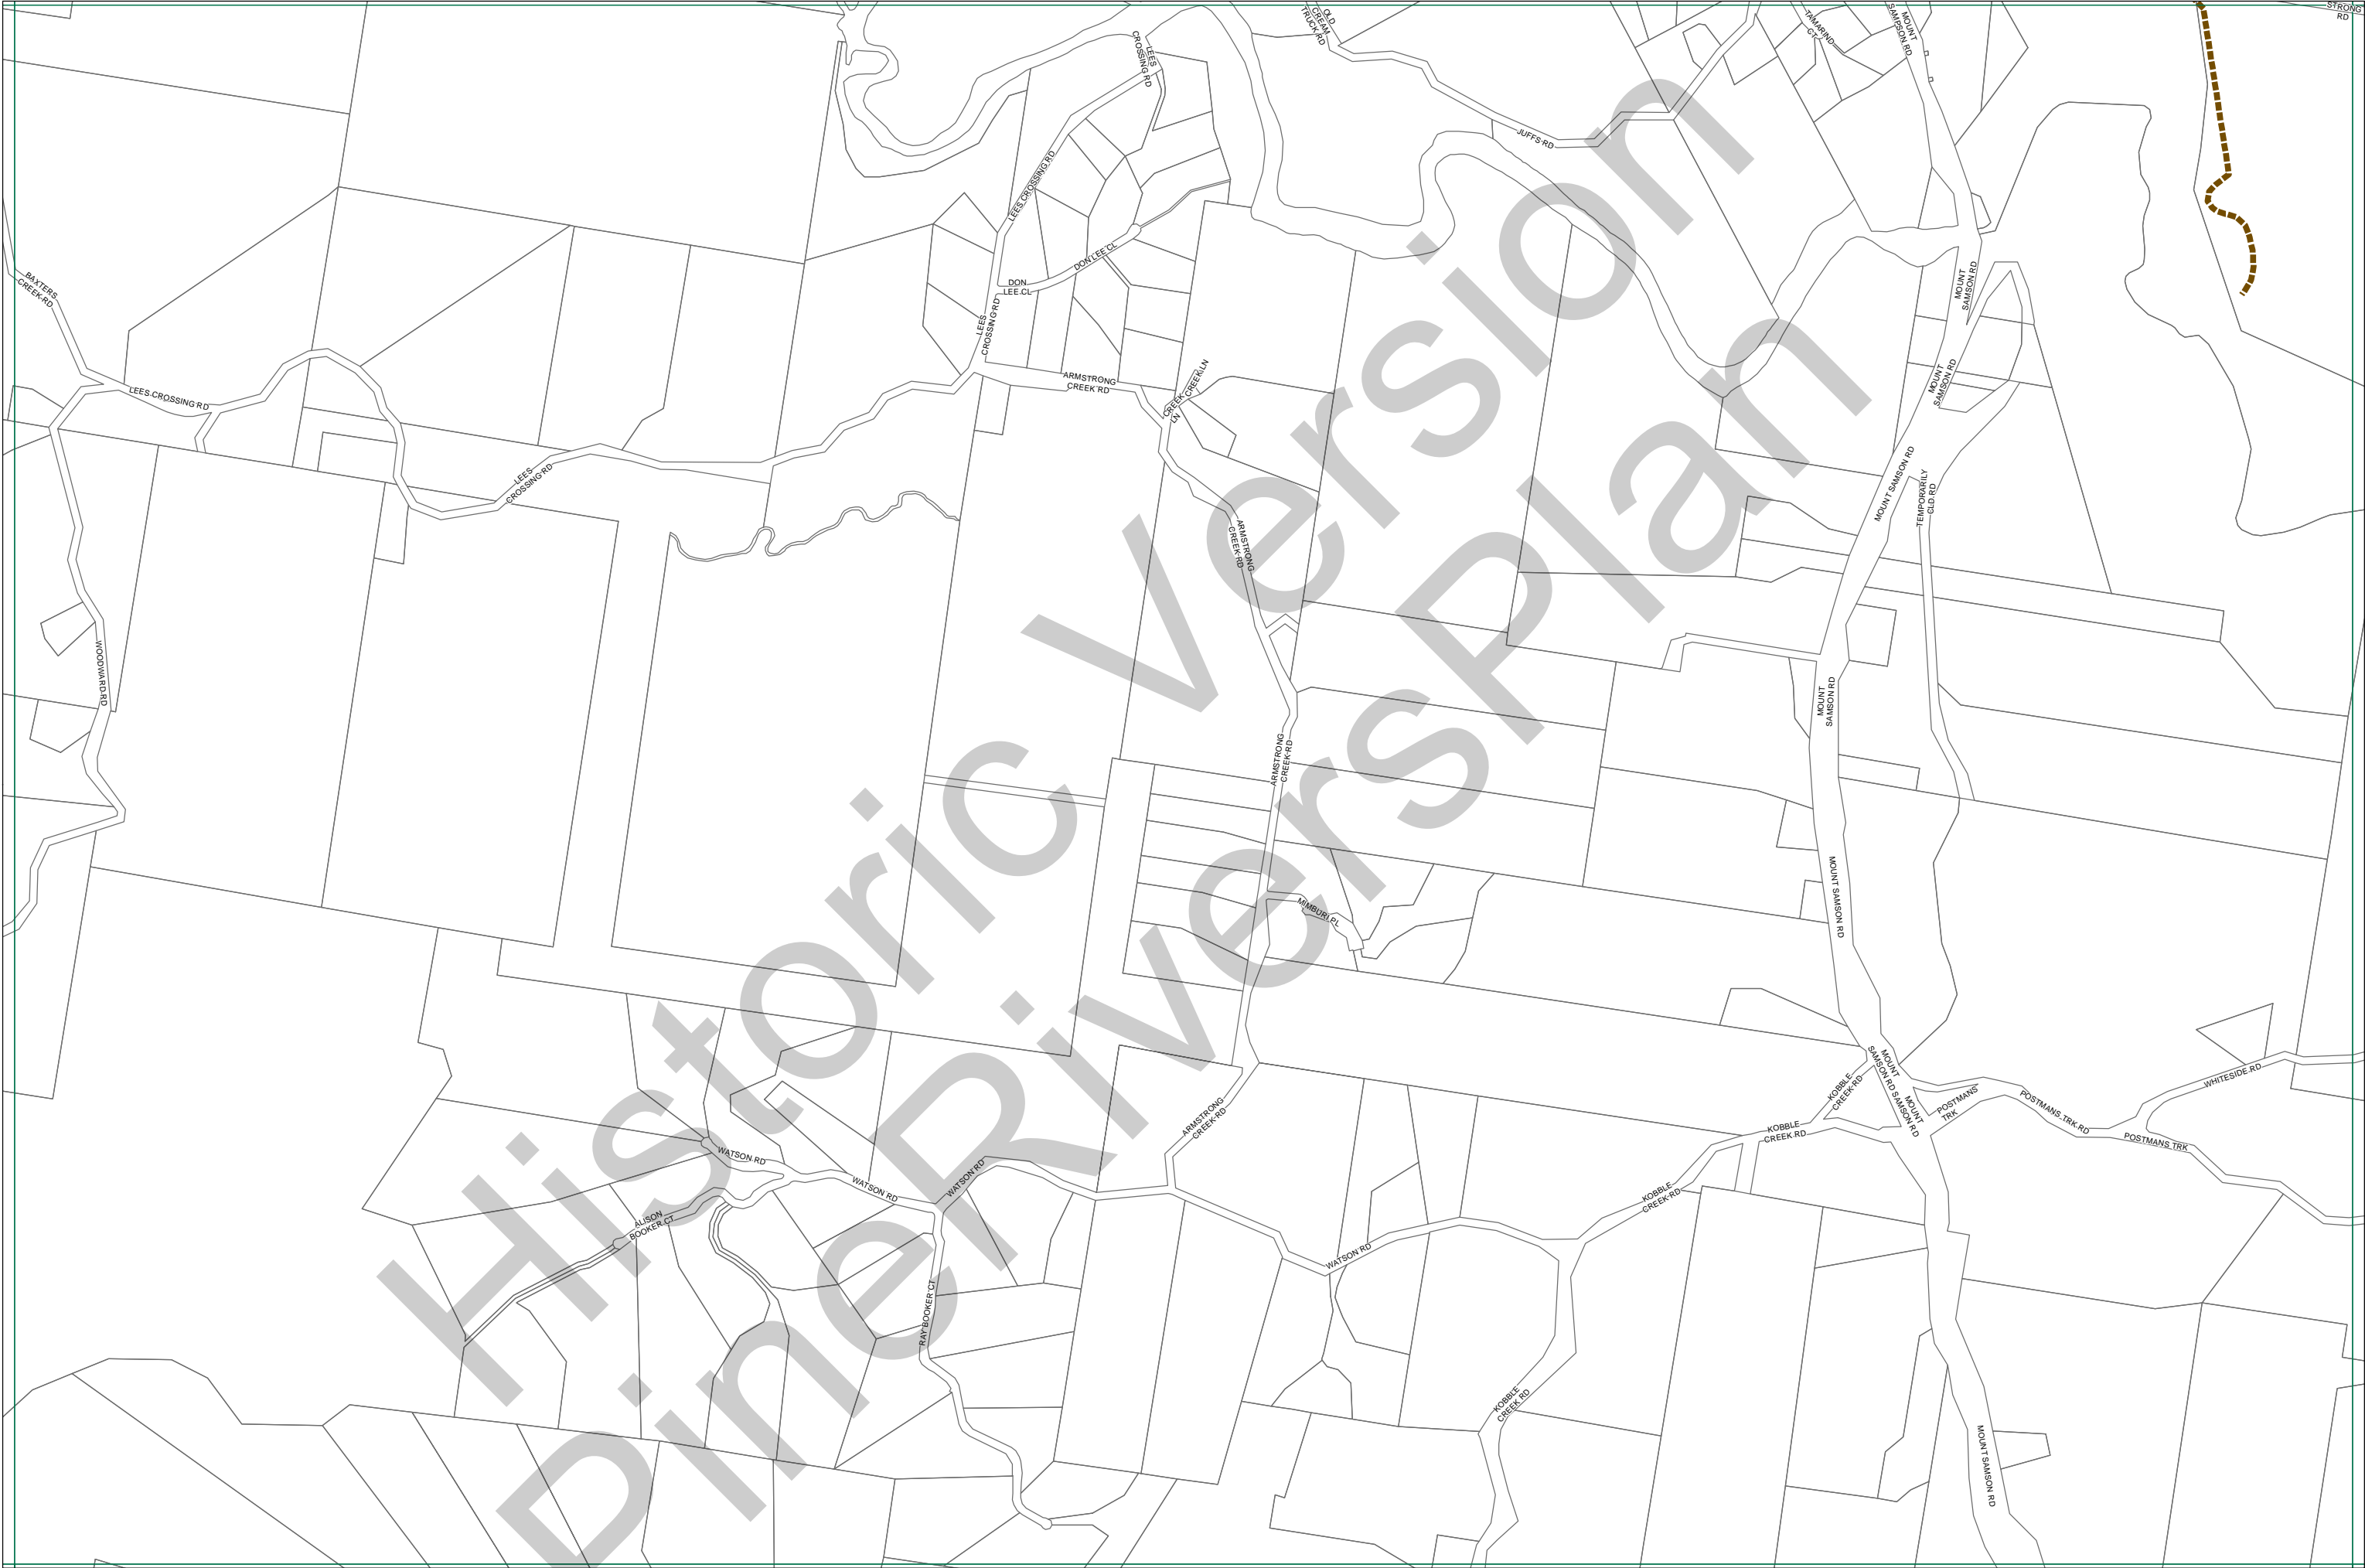 STRONG
RD
OLD
CREAM
TRUCK RD
TAMARIND
CT
MOUNT
SAMPSON RD
LEES
CROSSING RD
JUFFS RD
LEES CROSSING RD
DON LEE CL
DON
LEE CL
BAXTERS
CREEK RD
MOUNT
SAMSON RD
LEES
CROSSING RD
ARMSTRONG
CREEK RD
CREEK LN
CREEK
LN
MOUNT
SAMSON RD
LEES CROSSING RD
LEES
CROSSING RD
MOUNT SAMSON RD
TEMPORARILY
CLD RD
ARMSTRONG
CREEK RD
WOODWARD RD
MOUNT
SAMSON RD
ARMSTRONG
CREEK RD
MIMBURI PL
MOUNT SAMSON RD
MOUNT
SAMSON RD
MOUNT
SAMSON RD
KOBBLE
CREEK RD
POSTMANS
TRK
POSTMANS TRK RD
WHITESIDE RD
POSTMANS TRK
KOBBLE
CREEK RD
ARMSTRONG
CREEK RD
WATSON RD
WATSON RD
WATSON RD
KOBBLE
CREEK RD
ALISON
BOOKER CT
WATSON RD
RAY BOOKER CT
KOBBLE
CREEK RD
MOUNT SAMSON RD
Historic Version
PineRiversPlan